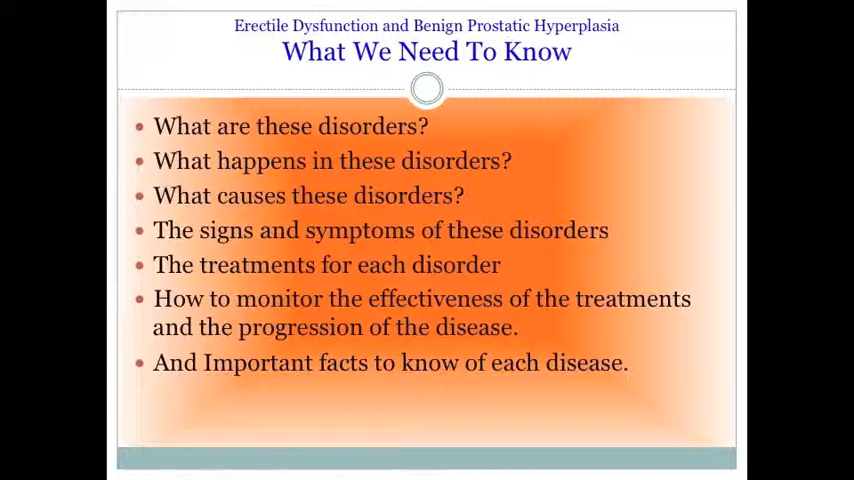 Erectile Dysfunction and Benign Prostatic Hyperplasia
What We Need To Know
• What are these disorders?
• What happens in these disorders?
• What causes these disorders?
• The signs and symptoms of these disorders
• The treatments for each disorder
• How to monitor the effectiveness of the treatments
and the progression of the disease.
• And Important facts to know of each disease.